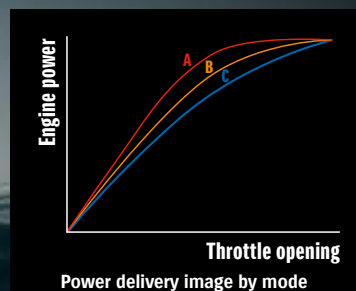 Engine power
A
B
C
Throttle opening
Power delivery image by mode